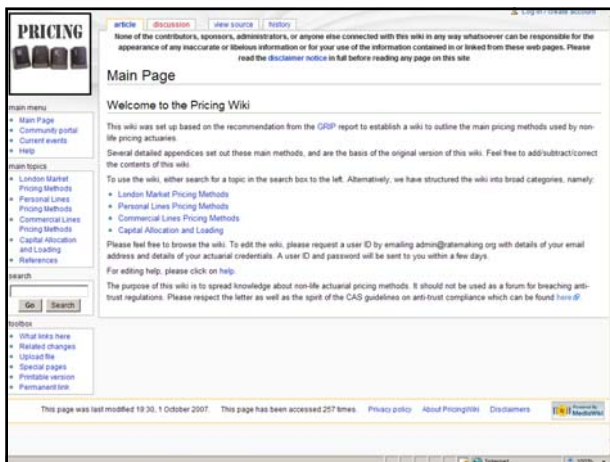 Log in / create account
PRICING
article discussion view source history
None of the contributors, sponsors, administrators, or anyone else connected with this wiki in any way whatsoever can be responsible for the
appearance of any inaccurate or libelous information or for your use of the information contained in or linked from these web pages. Please
read the disclaimer notice in full before reading any page on this site
Main Page
Welcome to the Pricing Wiki
This wiki was set up based on the recommendation from the GRIP report to establish a wiki to outline the main pricing methods used by non-
life pricing actuaries.
Several detailed appendices set out these main methods, and are the basis of the original version of this wiki. Feel free to add/subtract/correct
the contents of this wiki.
To use the wiki, either search for a topic in the search box to the left. Alternatively, we have structured the wiki into broad categories, namely:
London Market Pricing Methods
Personal Lines Pricing Methods
Commercial Lines Pricing Methods
Capital Allocation and Loading
Please feel free to browse the wiki. To edit the wiki, please request a user ID by emailing admin@ratemaking.org with details of your email
address and details of your actuarial credentials. A user ID and password will be sent to you within a few days.
For editing help, please click on help.
The purpose of this wiki is to spread knowledge about non-life actuarial pricing methods. It should not be used as a forum for breaching anti-
trust regulations. Please respect the letter as well as the spirit of the CAS guidelines on anti-trust compliance which can be found here
main menu
Main Page
Community portal
Current events
Help
main topics
London Market
Pricing Methods
Personal Lines
Pricing Methods
Commercial Lines
Pricing Methods
Capital Allocation
and Loading
References
search
Go Search
toolbox
What links here
Related changes
Upload file
Special pages
Printable version
Permanent link
This page was last modified 19:30, 1 October 2007. This page has been accessed 257 times. Privacy policy About PricingWiki Disclaimers
Powered By
MediaWiki
Internet 100%